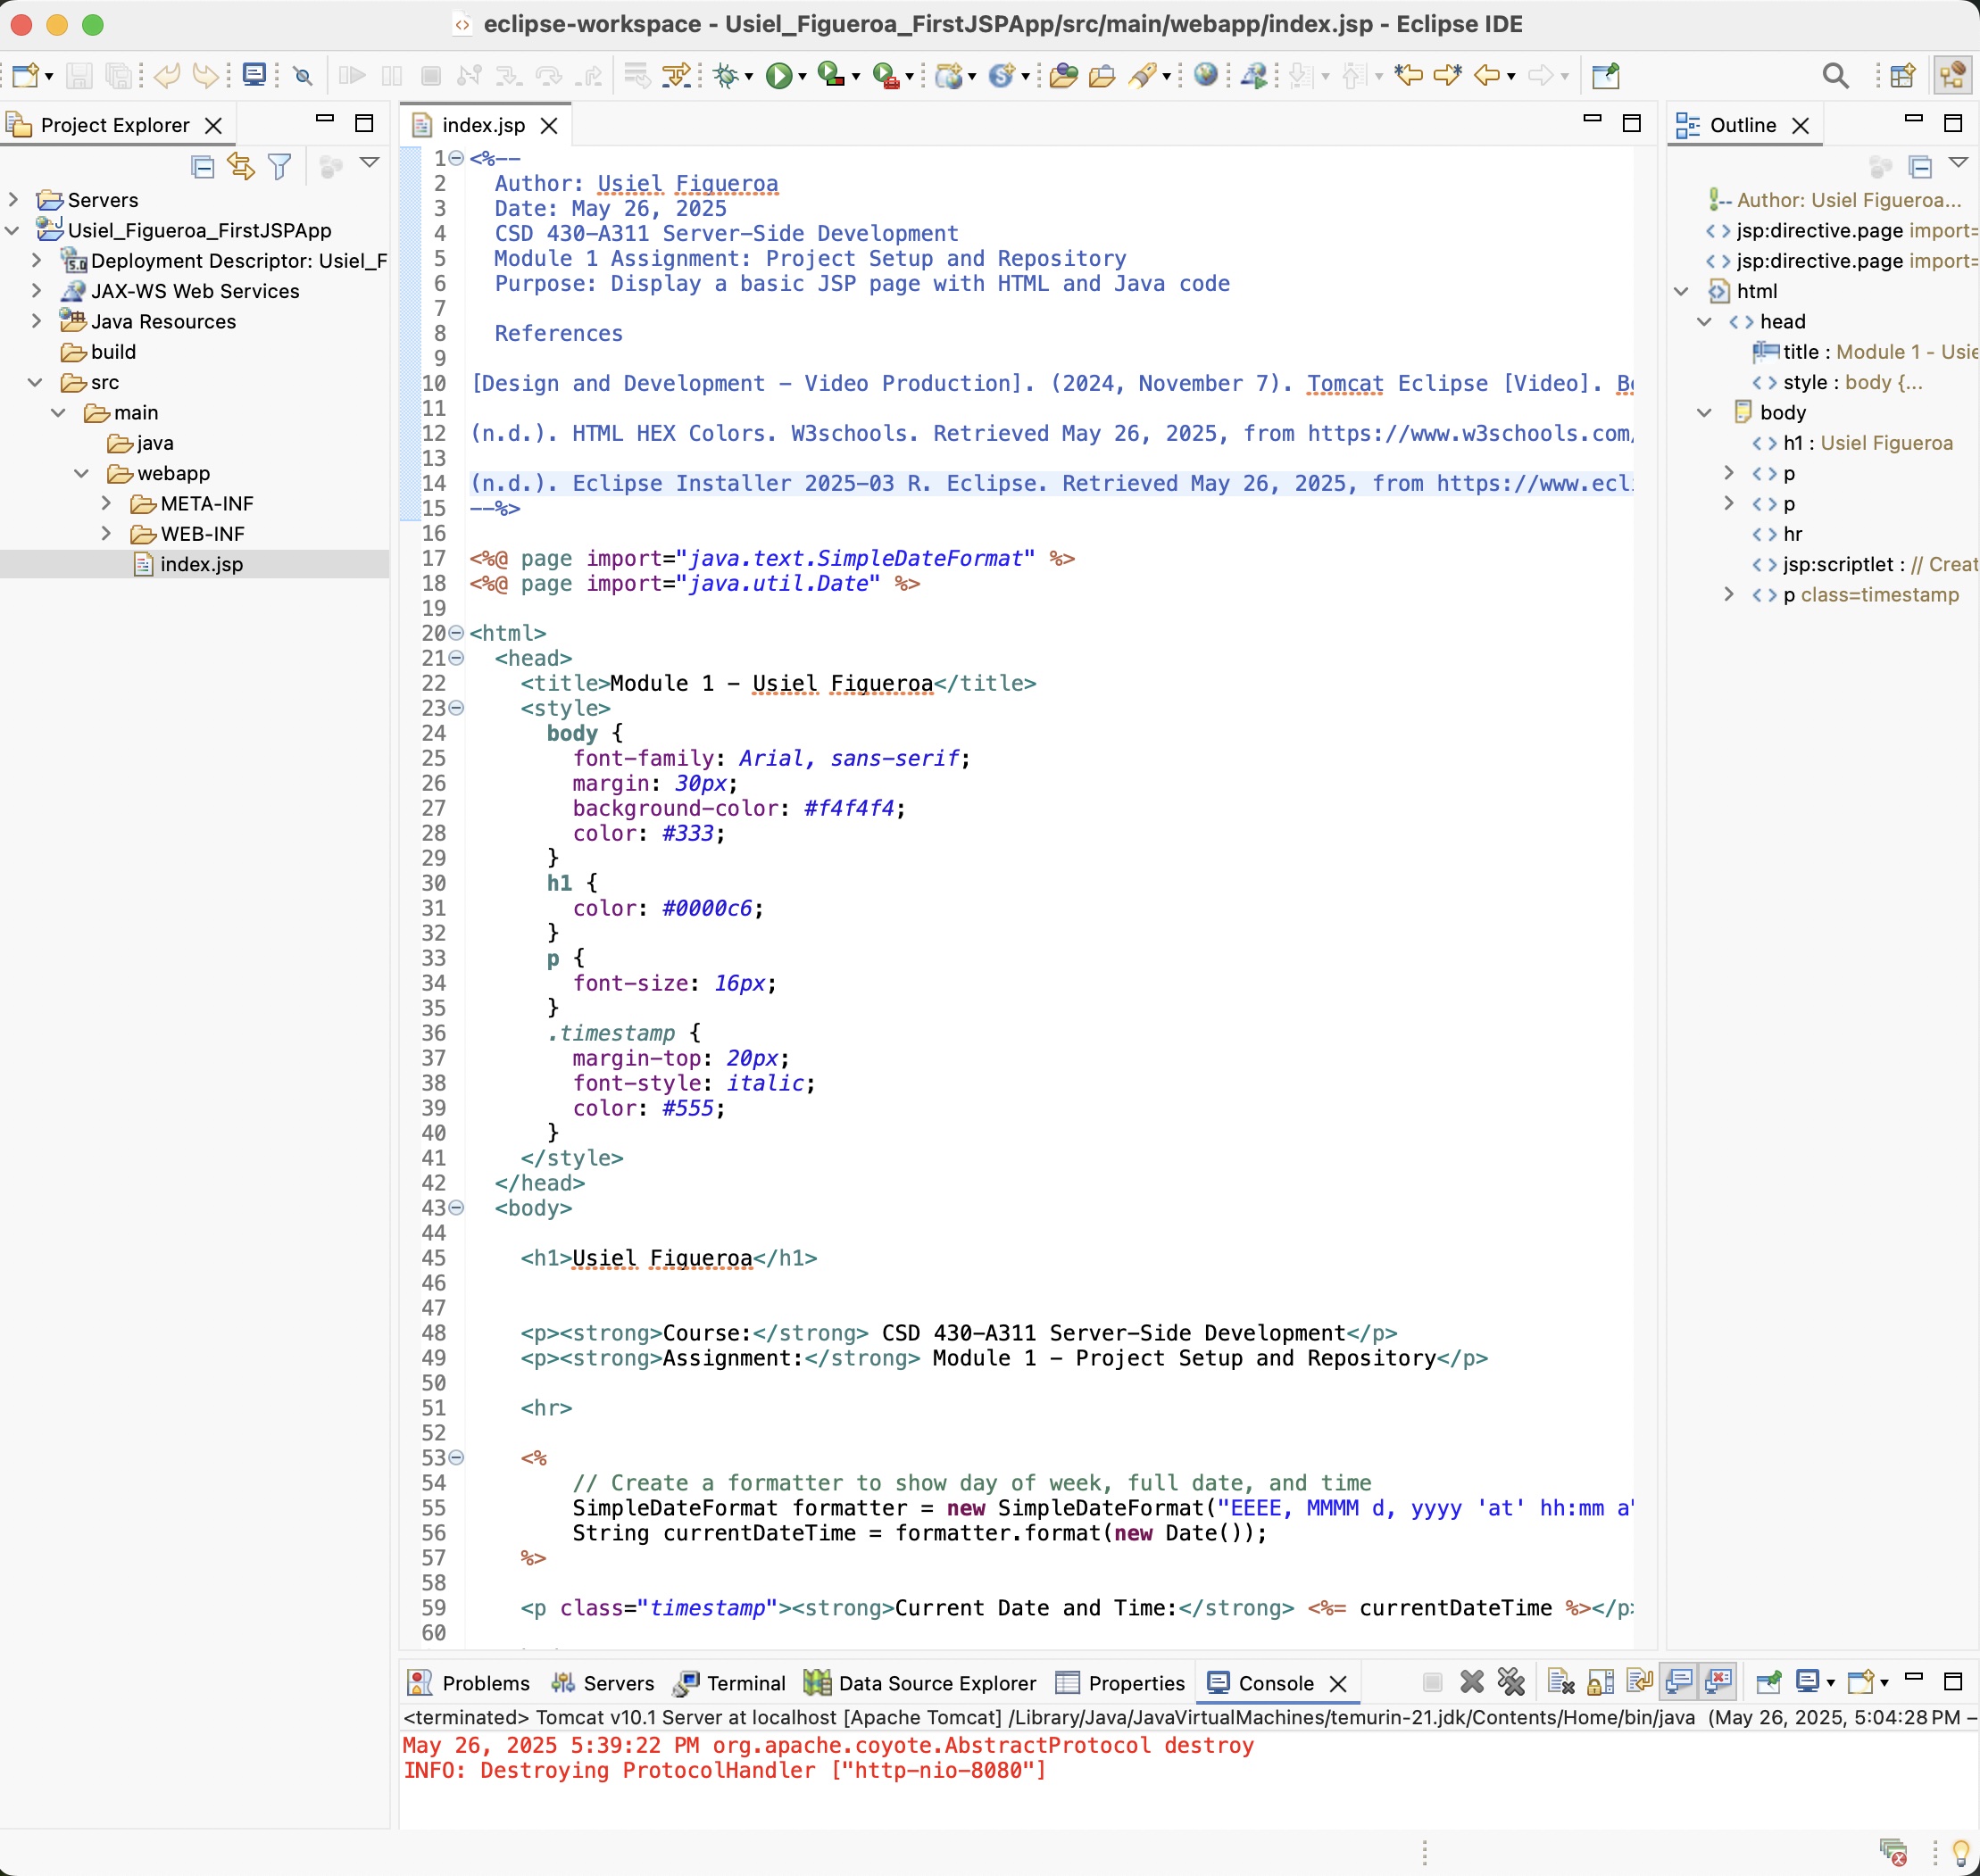 eclipse-workspace - Usiel_Figueroa_FirstJSPApp/src/main/webapp/index.jsp - Eclipse IDE
Project Explorer
Servers
Usiel_Figueroa_FirstJSPApp
5.0
Deployment Descriptor: Usiel_F
JAX-WS Web Services
Java Resources
build
src
main
java
webapp
META-INF
WEB-INF
index.jsp
index.jsp
1 <%--
2 Author: Usiel Figueroa
3 Date: May 26, 2025
4 CSD 430-A311 Server-Side Development
5 Module 1 Assignment: Project Setup and Repository
6 Purpose: Display a basic JSP page with HTML and Java code
7
8 References
9
10 [Design and Development - Video Production]. (2024, November 7). Tomcat Eclipse [Video]. Be
11
12 (n.d.). HTML HEX Colors. W3schools. Retrieved May 26, 2025, from https://www.w3schools.com/
13
14 (n.d.). Eclipse Installer 2025-03 R. Eclipse. Retrieved May 26, 2025, from https://www.ecl
15 --%>
16
17 <%@ page import="java.text.SimpleDateFormat" %>
18 <%@ page import="java.util.Date" %>
19
20 <html>
21 <head>
22 <title>Module 1 - Usiel Figueroa</title>
23 <style>
24 body {
25 font-family: Arial, sans-serif;
26 margin: 30px;
27 background-color: #f4f4f4;
28 color: #333;
29 }
30 h1 {
31 color: #0000c6;
32 }
33 p {
34 font-size: 16px;
35 }
36 .timestamp {
37 margin-top: 20px;
38 font-style: italic;
39 color: #555;
40 }
41 </style>
42 </head>
43 <body>
44
45 <h1>Usiel Figueroa</h1>
46
47
48 <p><strong>Course:</strong> CSD 430-A311 Server-Side Development</p>
49 <p><strong>Assignment:</strong> Module 1 - Project Setup and Repository</p>
50
51 <hr>
52
53 <%
54 // Create a formatter to show day of week, full date, and time
55 SimpleDateFormat formatter = new SimpleDateFormat("EEEE, MMMM d, yyyy 'at' hh:mm a"
56 String currentDateTime = formatter.format(new Date());
57 %>
58
59 <p class="timestamp"><strong>Current Date and Time:</strong> <%= currentDateTime %></p>
60
Outline
Author: Usiel Figueroa...
jsp:directive.page import=
jsp:directive.page import=
html
head
title : Module 1 - Usie
style : body {...
body
h1 : Usiel Figueroa
p
p
hr
jsp:scriptlet : // Creat
p class=timestamp
Problems
Servers
Terminal
Data Source Explorer
Properties
Console
<terminated> Tomcat v10.1 Server at localhost [Apache Tomcat] /Library/Java/JavaVirtualMachines/temurin-21.jdk/Contents/Home/bin/java (May 26, 2025, 5:04:28 PM –
May 26, 2025 5:39:22 PM org.apache.coyote.AbstractProtocol destroy
INFO: Destroying ProtocolHandler ["http-nio-8080"]